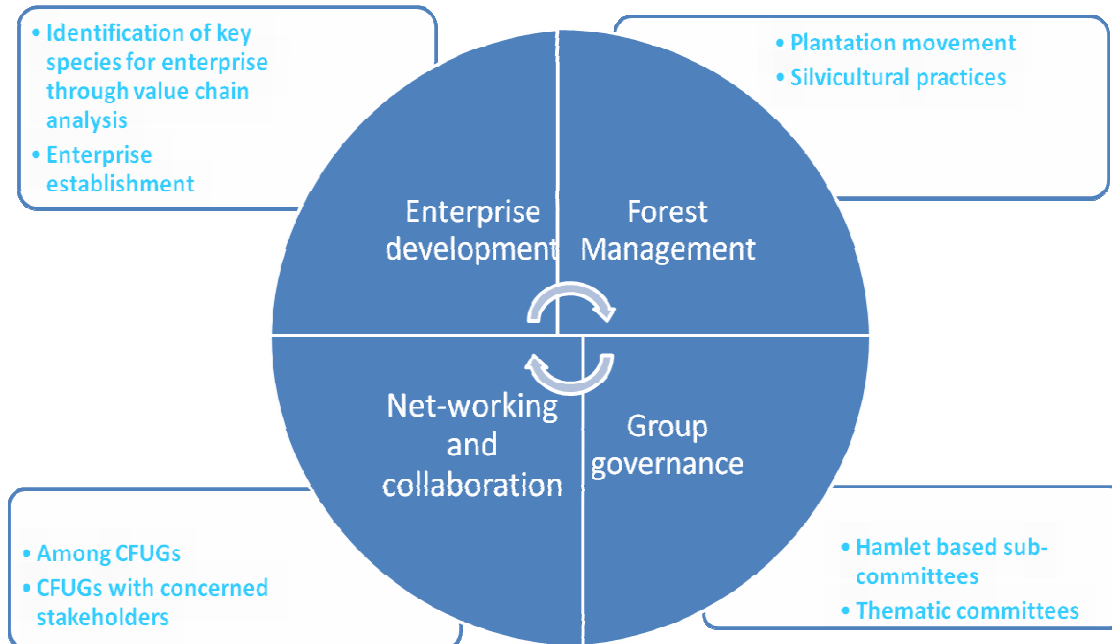 • Identification of key
species for enterprise
through value chain
analysis
• Enterprise
establishment
• Plantation movement
• Silvicultural practices
Enterprise
development
Forest
Management
Net-working
and
collaboration
Group
governance
• Among CFUGs
• CFUGs with concerned
stakeholders
• Hamlet based sub-
committees
• Thematic committees